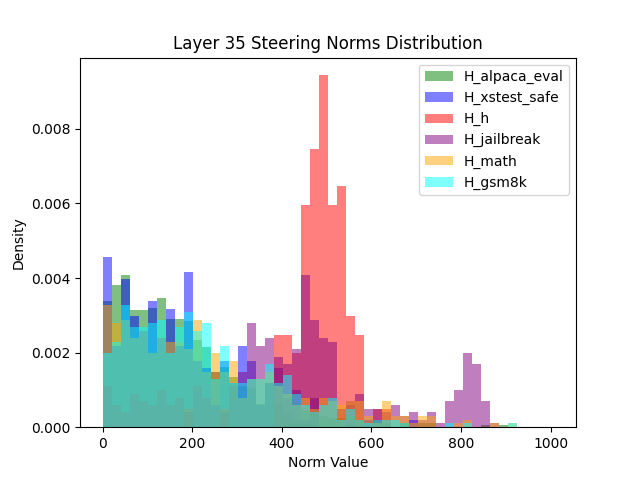 Layer 35 Steering Norms Distribution
H_alpaca_eval
H_xstest_safe
H_h
H_jailbreak
H_math
H_gsm8k
Density
0.008
0.006
0.004
0.002
0.000
0 200 400 600 800 1000
Norm Value